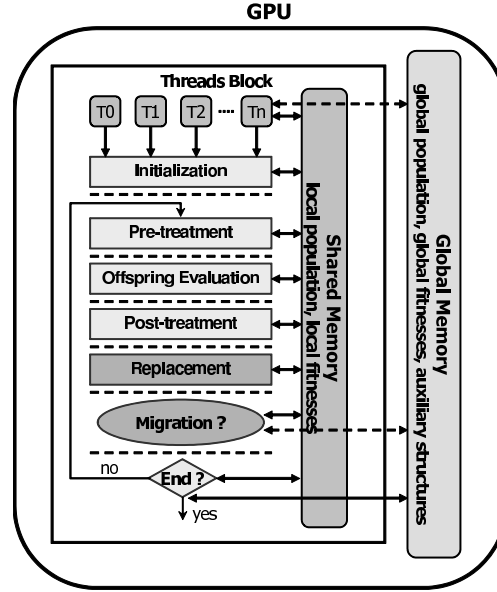 GPU
Threads Block
T0 T1 T2 .... Tn
Initialization
Pre-treatment
Offspring Evaluation
Post-treatment
Replacement
Migration ?
End ?
no
yes
Shared Memory
local population, local fitnesses
Global Memory
global population, global fitnesses, auxiliary structures